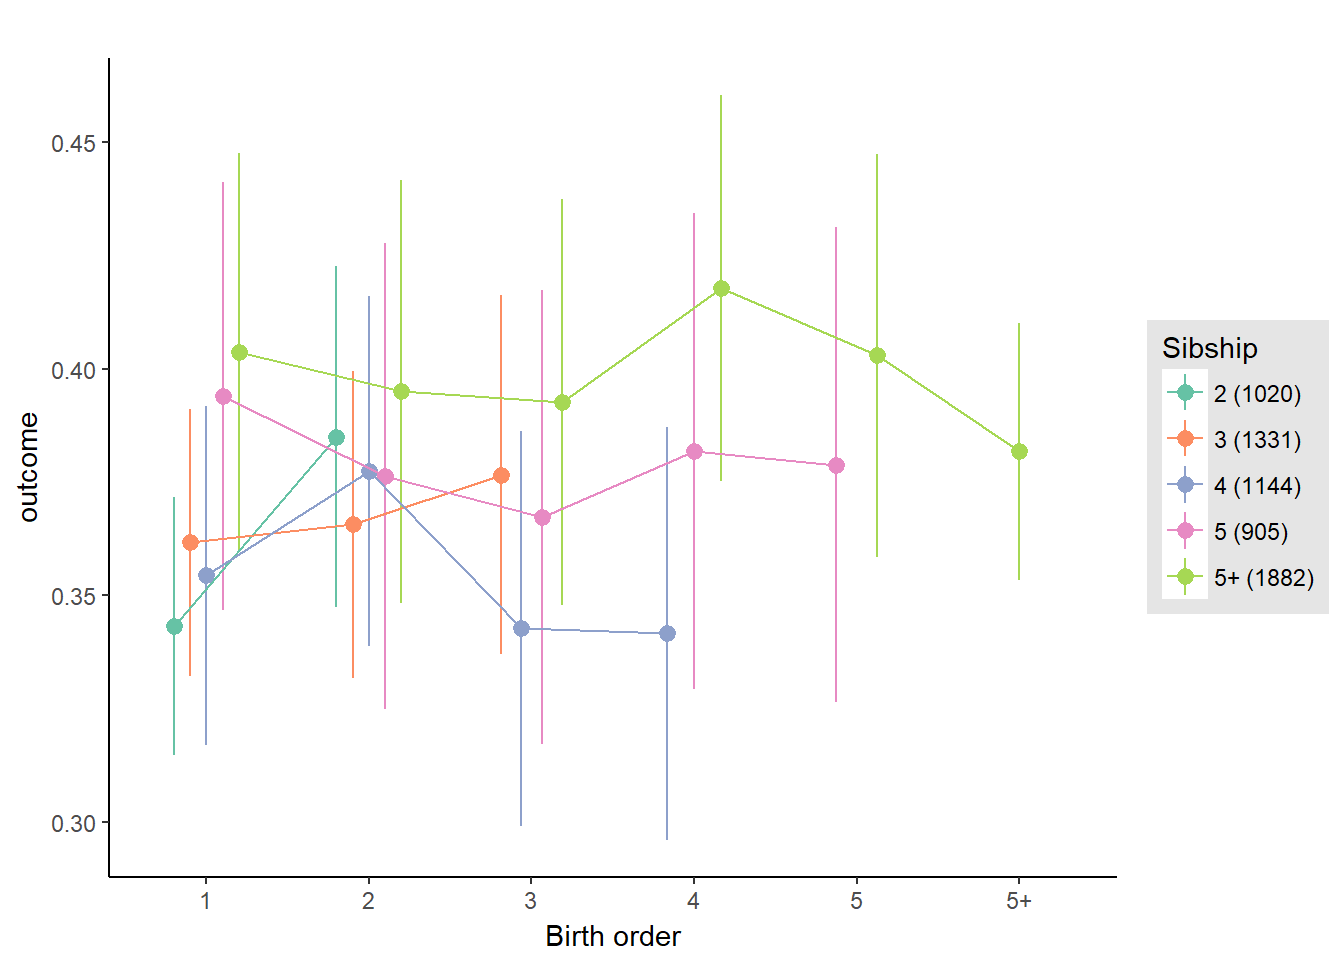 0.45
0.40
0.35
0.30
outcome
1 2 3 4 5 5+
Birth order
Sibship
2 (1020)
3 (1331)
4 (1144)
5 (905)
5+ (1882)